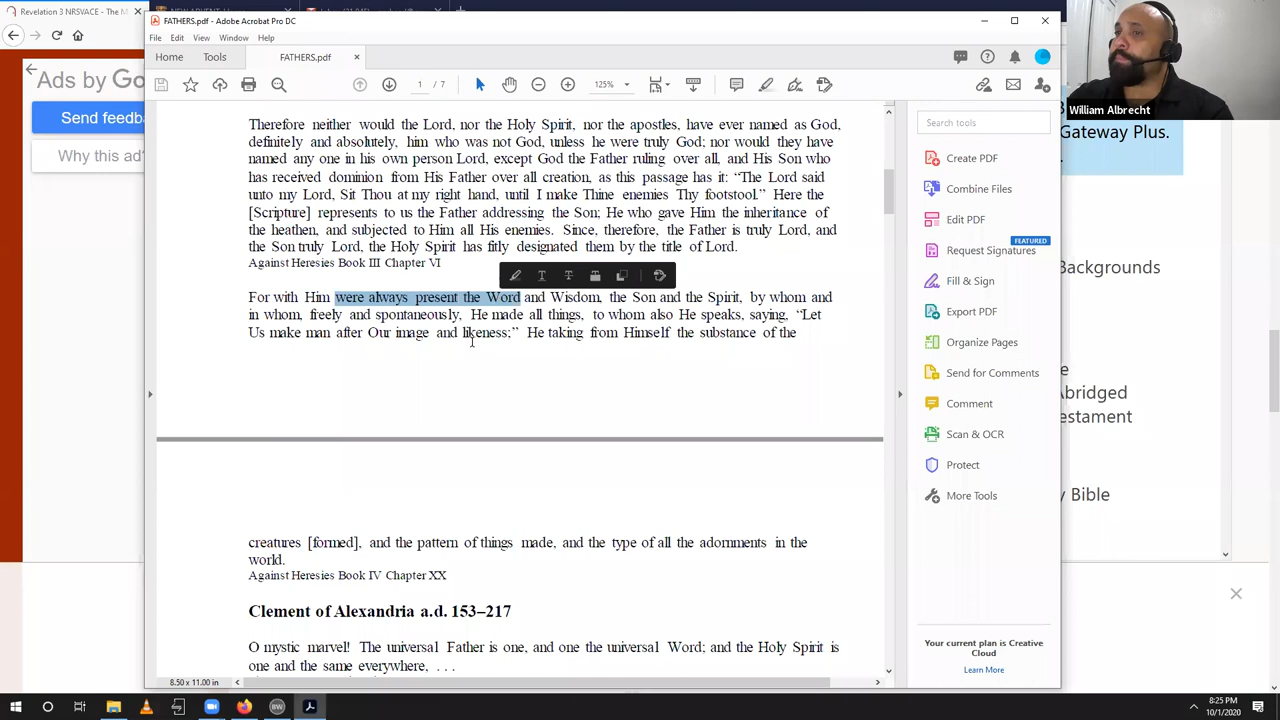 Revelation 3 NRSVACE - The M
NEW ADVENT: Home
FATHERS.pdf - Adobe Acrobat Pro DC
File Edit View Window Help
Home Tools FATHERS.pdf
1 / 7 125%
William Albrecht
Ads by Go
Send feedba
Why this ad?
Gateway Plus.
Backgrounds
Abridged
estament
y Bible
Therefore neither would the Lord, nor the Holy Spirit, nor the apostles, have ever named as God,
definitely and absolutely, him who was not God, unless he were truly God; nor would they have
named any one in his own person Lord, except God the Father ruling over all, and His Son who
has received dominion from His Father over all creation, as this passage has it: “The Lord said
unto my Lord, Sit Thou at my right hand, until I make Thine enemies Thy footstool.” Here the
[Scripture] represents to us the Father addressing the Son; He who gave Him the inheritance of
the heathen, and subjected to Him all His enemies. Since, therefore, the Father is truly Lord, and
the Son truly Lord, the Holy Spirit has fitly designated them by the title of Lord.
Against Heresies Book III Chapter VI
For with Him were always present the Word and Wisdom, the Son and the Spirit, by whom and
in whom, freely and spontaneously, He made all things, to whom also He speaks, saying, “Let
Us make man after Our image and likeness;” He taking from Himself the substance of the
creatures [formed], and the pattern of things made, and the type of all the adornments in the
world.
Against Heresies Book IV Chapter XX
Clement of Alexandria a.d. 153–217
O mystic marvel! The universal Father is one, and one the universal Word; and the Holy Spirit is
one and the same everywhere, . . .
8.50 x 11.00 in
Search tools
Create PDF
Combine Files
Edit PDF
FEATURED
Request Signatures
Fill & Sign
Export PDF
Organize Pages
Send for Comments
Comment
Scan & OCR
Protect
More Tools
Your current plan is Creative
Cloud
Learn More
8:25 PM
10/1/2020